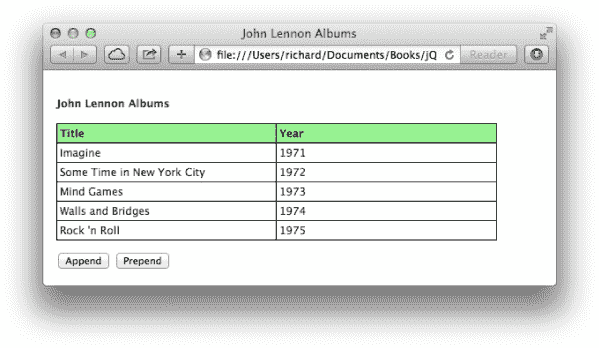 John Lennon Albums
file:///Users/richard/Documents/Books/jQ
Reader
John Lennon Albums
Title Year
Imagine 1971
Some Time in New York City 1972
Mind Games 1973
Walls and Bridges 1974
Rock 'n Roll 1975
Append Prepend